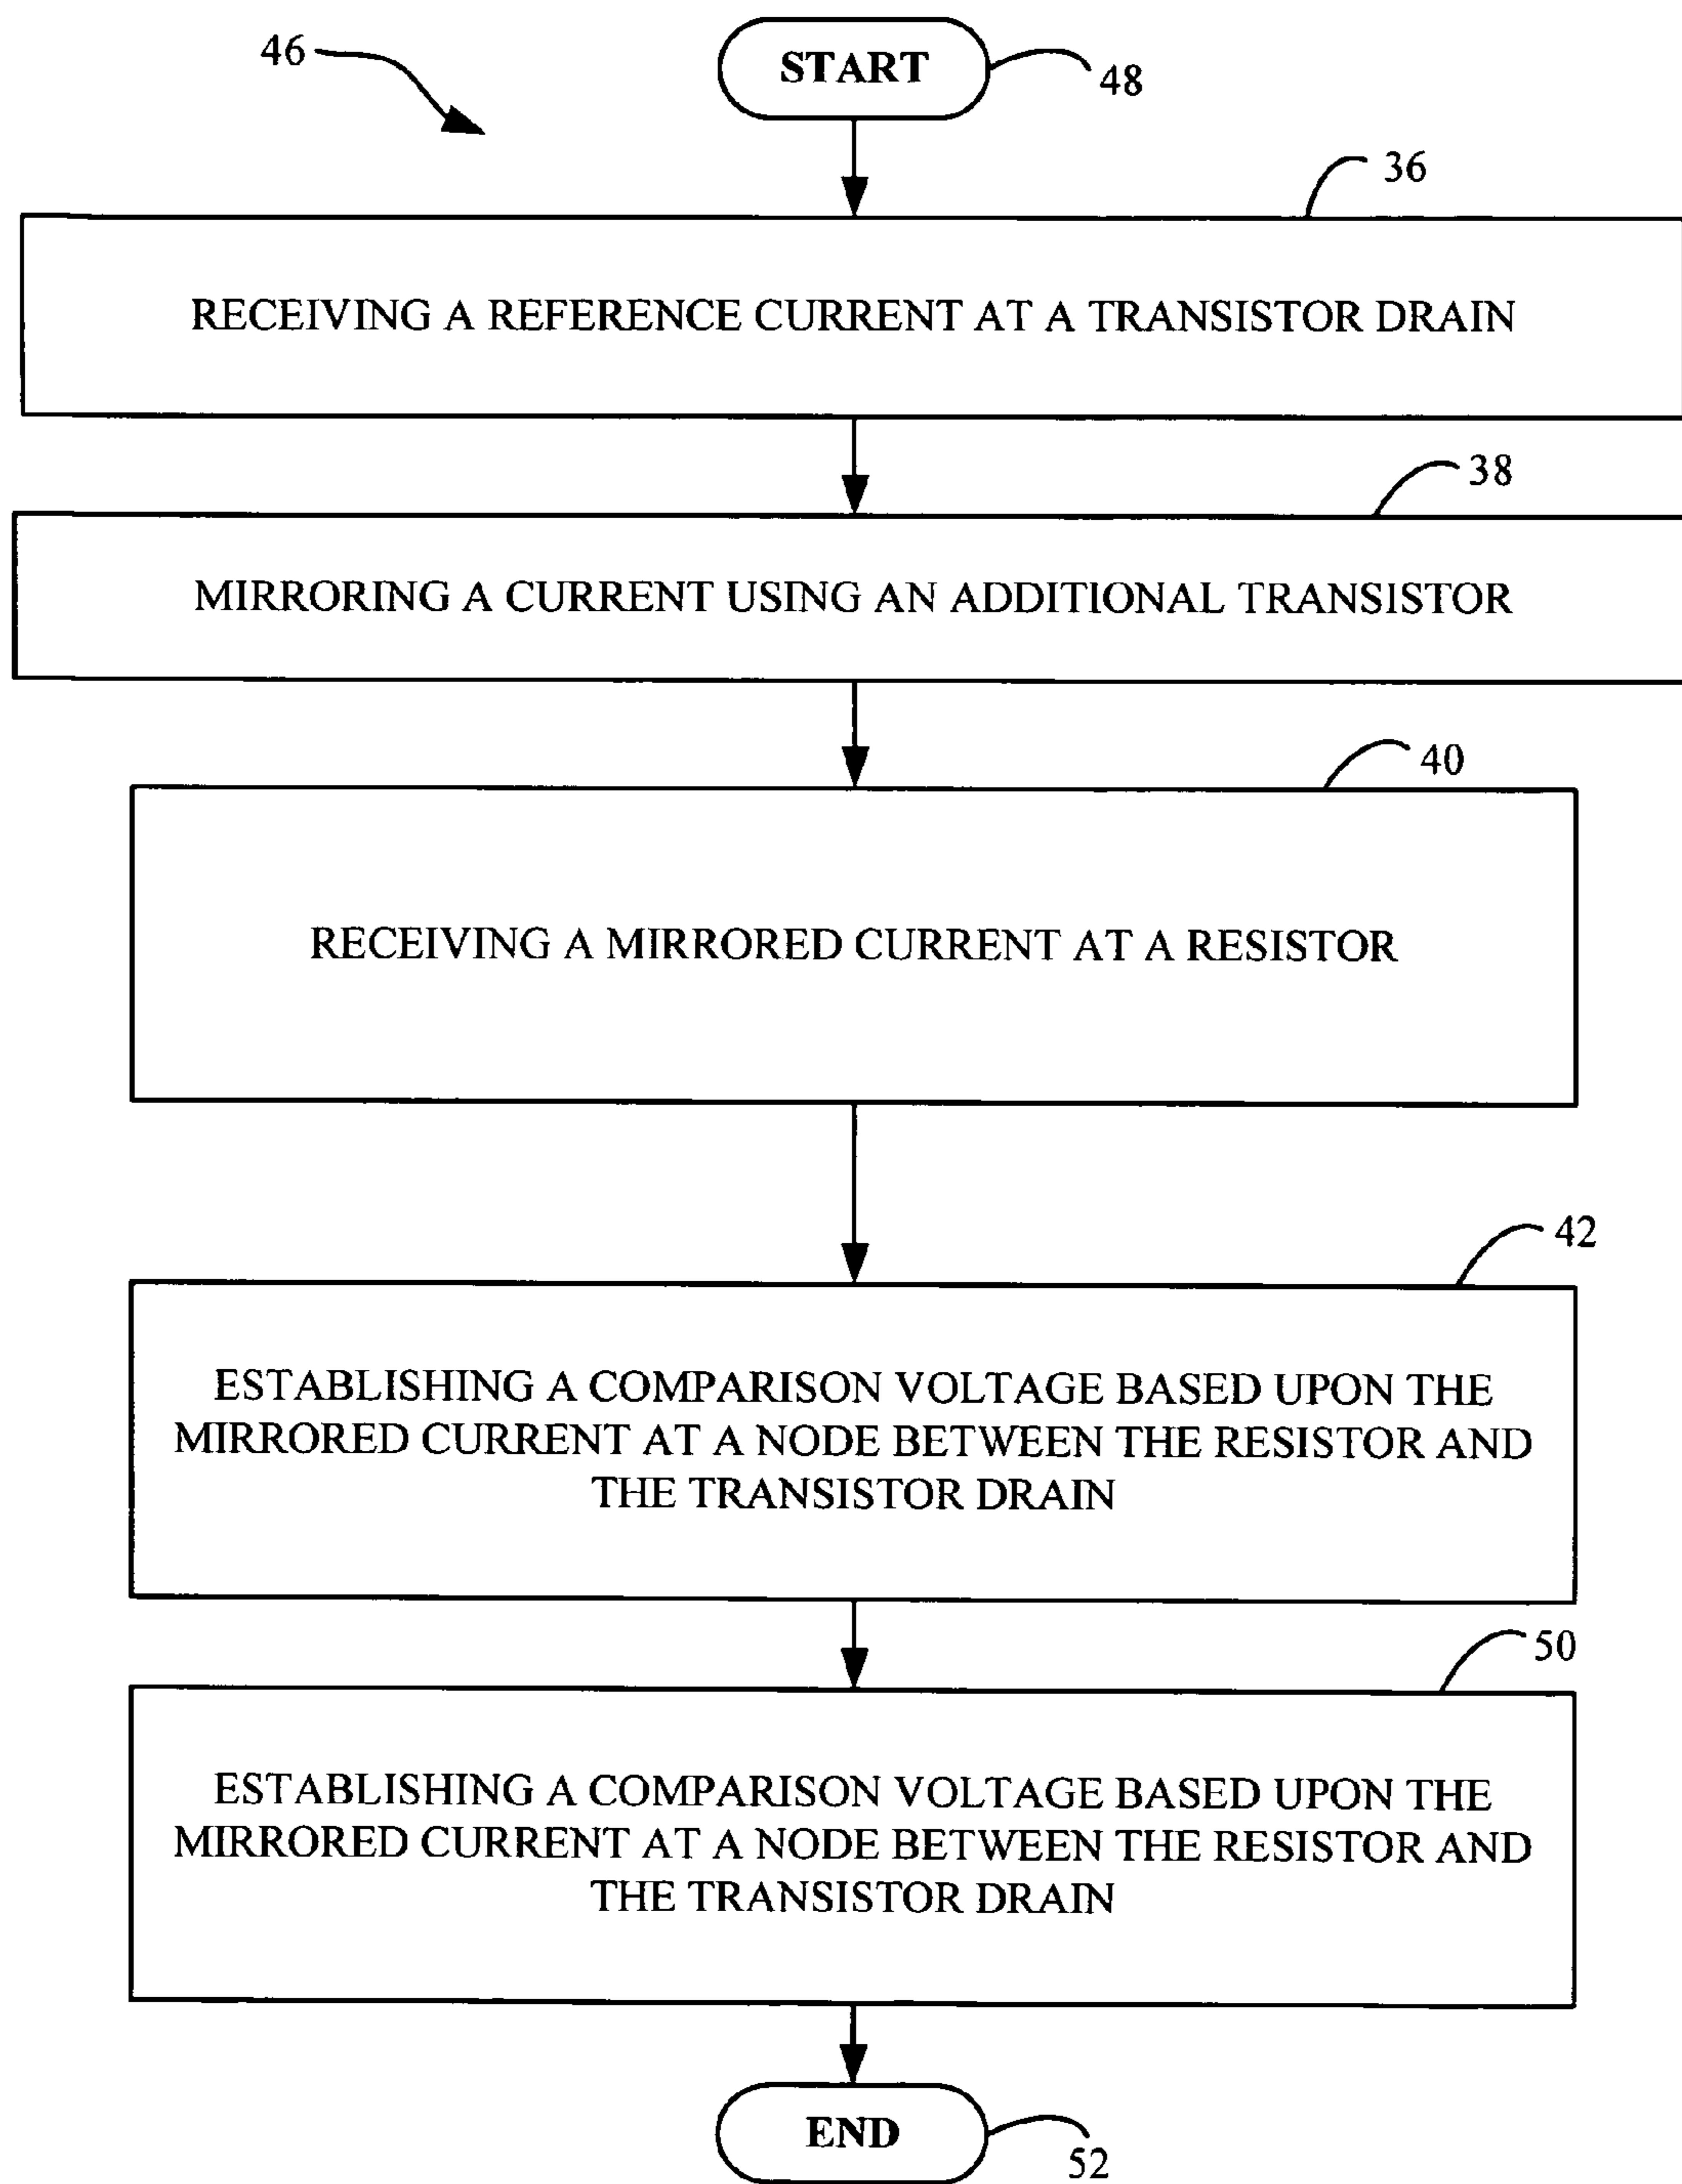 46
START
48
36
RECEIVING A REFERENCE CURRENT AT A TRANSISTOR DRAIN
38
MIRRORING A CURRENT USING AN ADDITIONAL TRANSISTOR
40
RECEIVING A MIRRORED CURRENT AT A RESISTOR
42
ESTABLISHING A COMPARISON VOLTAGE BASED UPON THE
MIRRORED CURRENT AT A NODE BETWEEN THE RESISTOR AND
THE TRANSISTOR DRAIN
50
ESTABLISHING A COMPARISON VOLTAGE BASED UPON THE
MIRRORED CURRENT AT A NODE BETWEEN THE RESISTOR AND
THE TRANSISTOR DRAIN
END
52